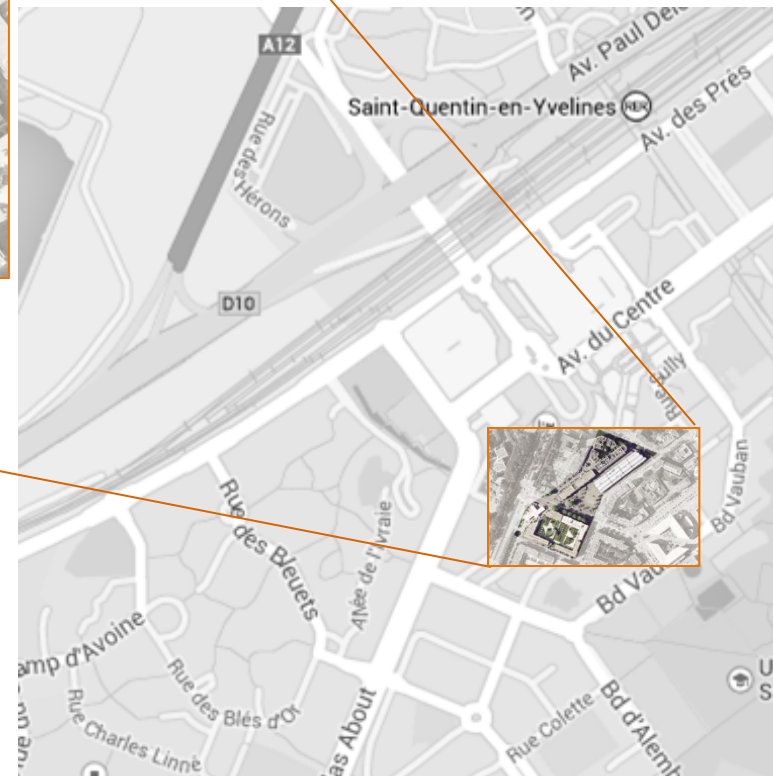 A12
Av. Paul
Saint-Quentin-en-Yvelines RER
Av. des Prés
Rue des Hérons
D10
Av. du Centre
Rue Sully
Bd Vauban
Rue des Bleuets
Allée de l'Ivraie
Bd
amp d'Avoine
Rue des Blés d'Or
Rue Charles Linné
as About
Rue Colette
Bd d'Alemb
U
S
rue